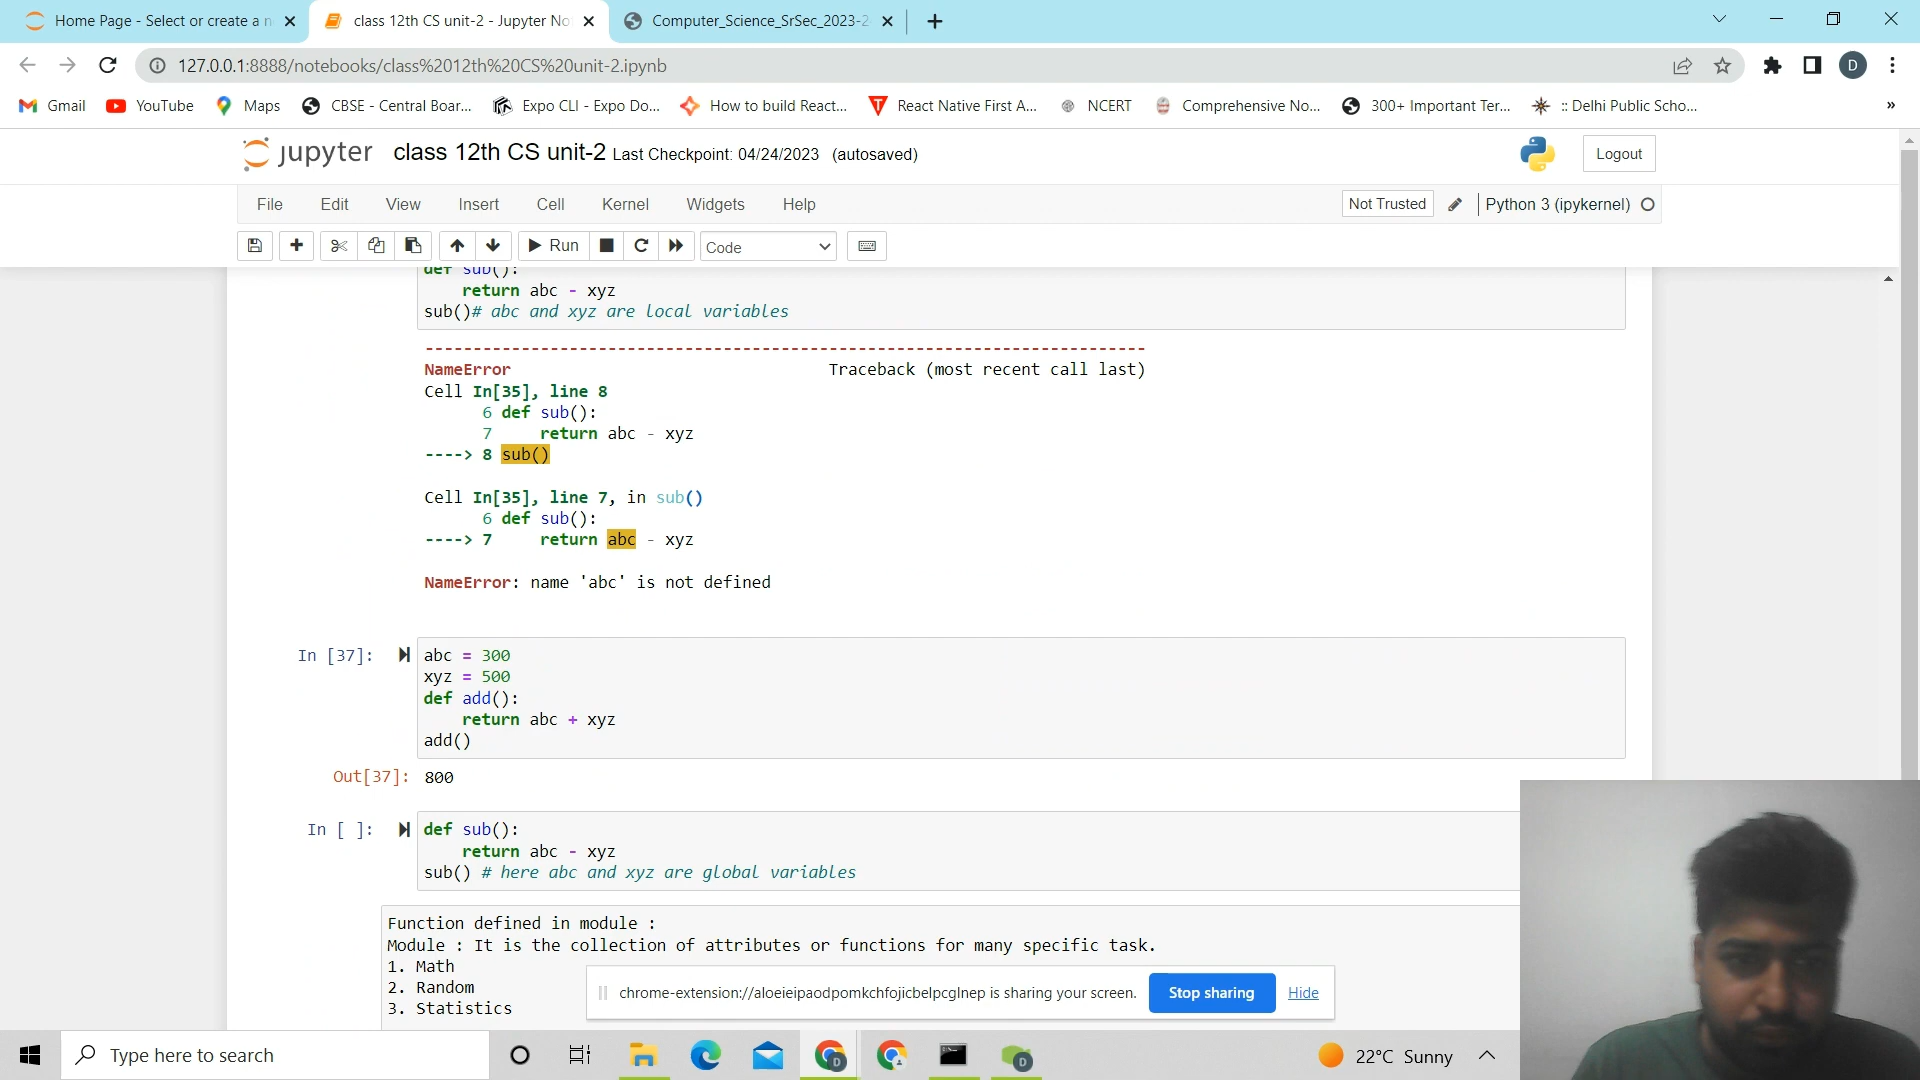 Home Page - Select or create a n
class 12th CS unit-2 - Jupyter No
Computer_Science_SrSec_2023-2
127.0.0.1:8888/notebooks/class%2012th%20CS%20unit-2.ipynb
D
Gmail
YouTube
Maps
CBSE - Central Boar...
Expo CLI - Expo Do...
How to build React...
React Native First A...
NCERT
Comprehensive No...
300+ Important Ter...
:: Delhi Public Scho...
»
jupyter class 12th CS unit-2 Last Checkpoint: 04/24/2023 (autosaved)
Logout
File Edit View Insert Cell Kernel Widgets Help
Not Trusted
Python 3 (ipykernel)
Run
Code
def sub():
    return abc - xyz
sub()# abc and xyz are local variables
---------------------------------------------------------------------------
NameError                                 Traceback (most recent call last)
Cell In[35], line 8
      6 def sub():
      7     return abc - xyz
----> 8 sub()
Cell In[35], line 7, in sub()
      6 def sub():
----> 7     return abc - xyz
NameError: name 'abc' is not defined
In [37]:
abc = 300
xyz = 500
def add():
    return abc + xyz
add()
Out[37]: 800
In [ ]:
def sub():
    return abc - xyz
sub() # here abc and xyz are global variables
Function defined in module :
Module : It is the collection of attributes or functions for many specific task.
1. Math
2. Random
3. Statistics
chrome-extension://aloeieipaodpomkchfojicbelpcglnep is sharing your screen.
Stop sharing
Hide
Type here to search
D
D
22°C Sunny